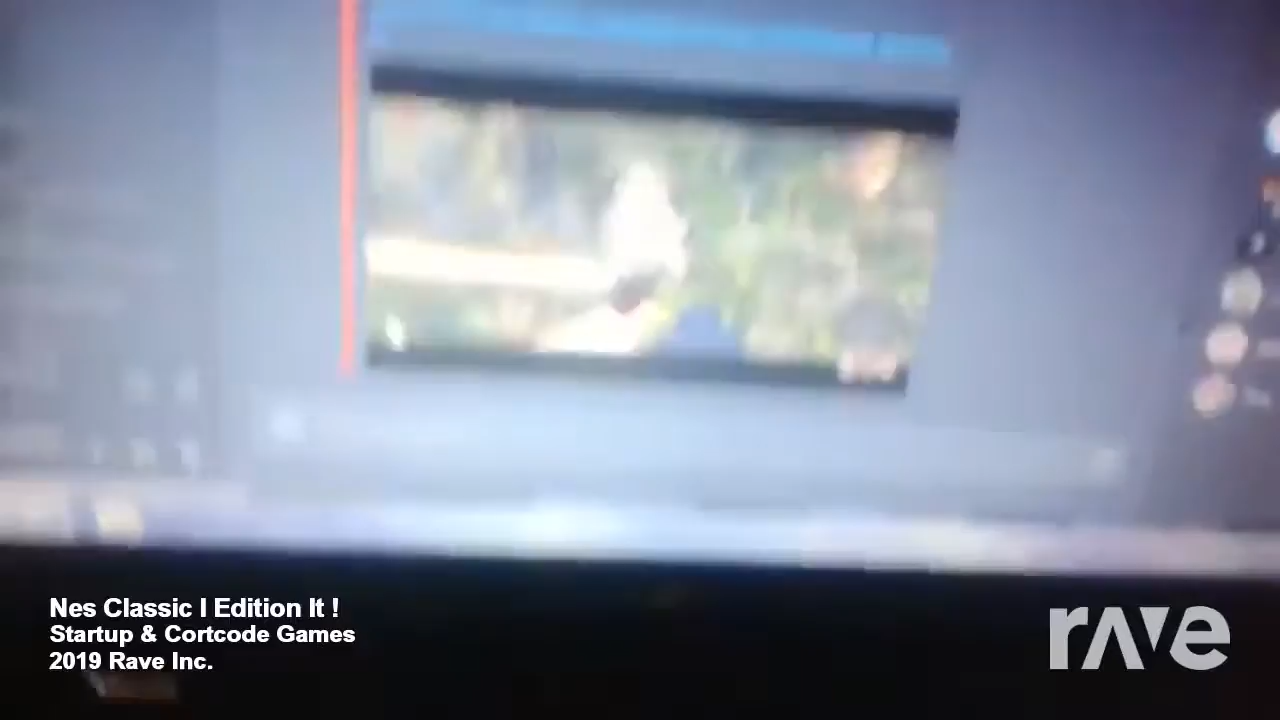 Nes Classic I Edition It !
Startup & Cortcode Games
2019 Rave Inc.
rave